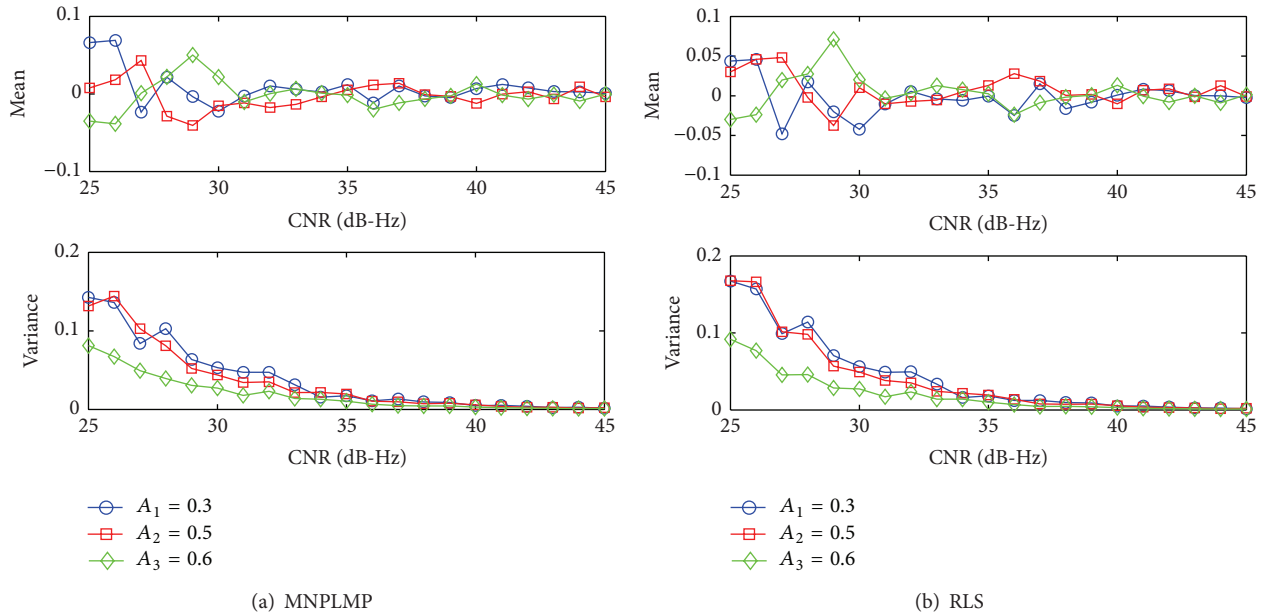 0.1
0
−0.1
Mean
25 30 35 40 45
CNR (dB-Hz)
0.2
0.1
0
Variance
25 30 35 40 45
CNR (dB-Hz)
A1 = 0.3
A2 = 0.5
A3 = 0.6
(a) MNPLMP
0.1
0.05
0
−0.05
−0.1
Mean
25 30 35 40 45
CNR (dB-Hz)
0.2
0.1
0
Variance
25 30 35 40 45
CNR (dB-Hz)
A1 = 0.3
A2 = 0.5
A3 = 0.6
(b) RLS